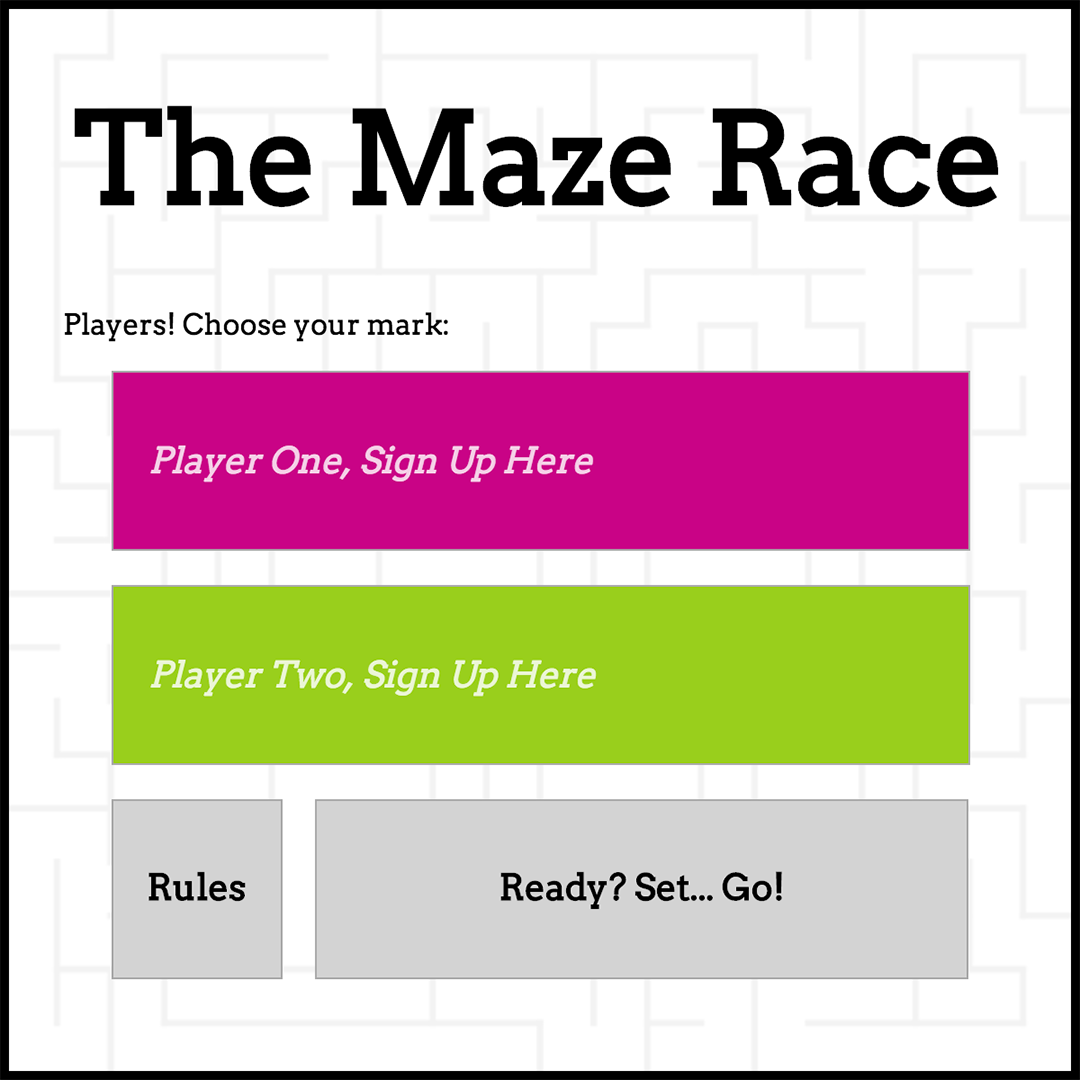 The Maze Race
Players! Choose your mark:
Player One, Sign Up Here
Player Two, Sign Up Here
Rules
Ready? Set... Go!